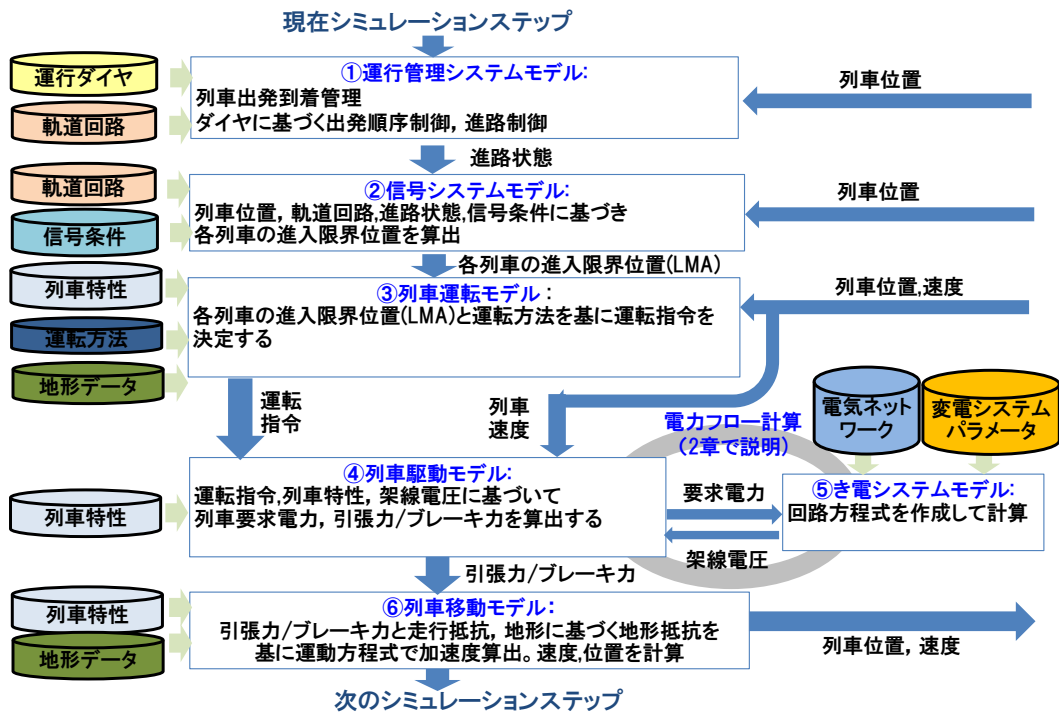 現在シミュレーションステップ
運行ダイヤ
軌道回路
①運行管理システムモデル:
列車出発到着管理
ダイヤに基づく出発順序制御, 進路制御
列車位置
進路状態
軌道回路
信号条件
②信号システムモデル:
列車位置, 軌道回路,進路状態,信号条件に基づき
各列車の進入限界位置を算出
列車位置
各列車の進入限界位置(LMA)
列車特性
運転方法
地形データ
③列車運転モデル:
各列車の進入限界位置(LMA)と運転方法を基に運転指令を
決定する
列車位置,速度
運転
指令
列車
速度
電力フロー計算
(2章で説明)
電気ネット
ワーク
変電システム
パラメータ
列車特性
④列車駆動モデル:
運転指令,列車特性, 架線電圧に基づいて
列車要求電力, 引張力/ブレーキ力を算出する
要求電力
架線電圧
⑤き電システムモデル:
回路方程式を作成して計算
引張力/ブレーキ力
列車特性
地形データ
⑥列車移動モデル:
引張力/ブレーキ力と走行抵抗, 地形に基づく地形抵抗を
基に運動方程式で加速度算出。速度,位置を計算
列車位置, 速度
次のシミュレーションステップ